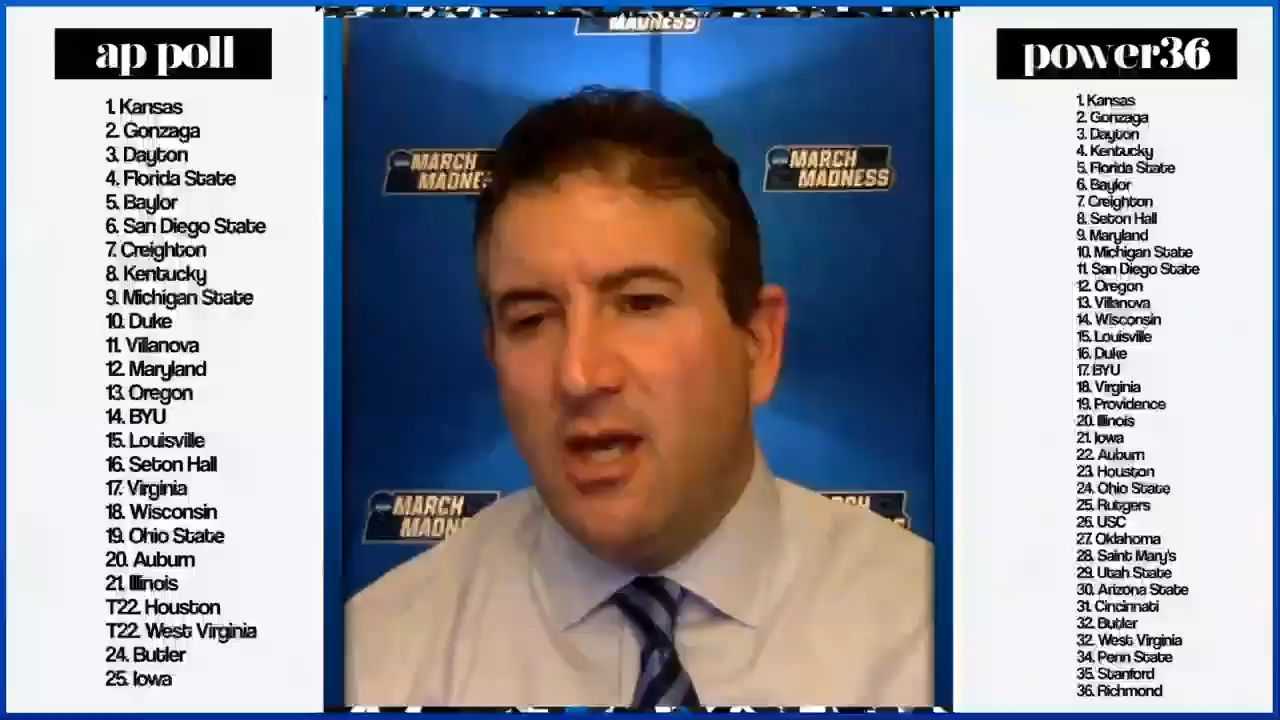 ap poll
1. Kansas
2. Gonzaga
3. Dayton
4. Florida State
5. Baylor
6. San Diego State
7. Creighton
8. Kentucky
9. Michigan State
10. Duke
11. Villanova
12. Maryland
13. Oregon
14. BYU
15. Louisville
16. Seton Hall
17. Virginia
18. Wisconsin
19. Ohio State
20. Auburn
21. Illinois
T22. Houston
T22. West Virginia
24. Butler
25. Iowa
MADNESS
MARCH
MADNE
MARCH
MADNESS
MARCH
MADN
RCH
power36
1. Kansas
2. Gonzaga
3. Dayton
4. Kentucky
5. Florida State
6. Baylor
7. Creighton
8. Seton Hall
9. Maryland
10. Michigan State
11. San Diego State
12. Oregon
13. Villanova
14. Wisconsin
15. Louisville
16. Duke
17. BYU
18. Virginia
19. Providence
20. Illinois
21. Iowa
22. Auburn
23. Houston
24. Ohio State
25. Rutgers
26. USC
27. Oklahoma
28. Saint Mary's
29. Utah State
30. Arizona State
31. Cincinnati
32. Butler
32. West Virginia
34. Penn State
35. Stanford
36. Richmond